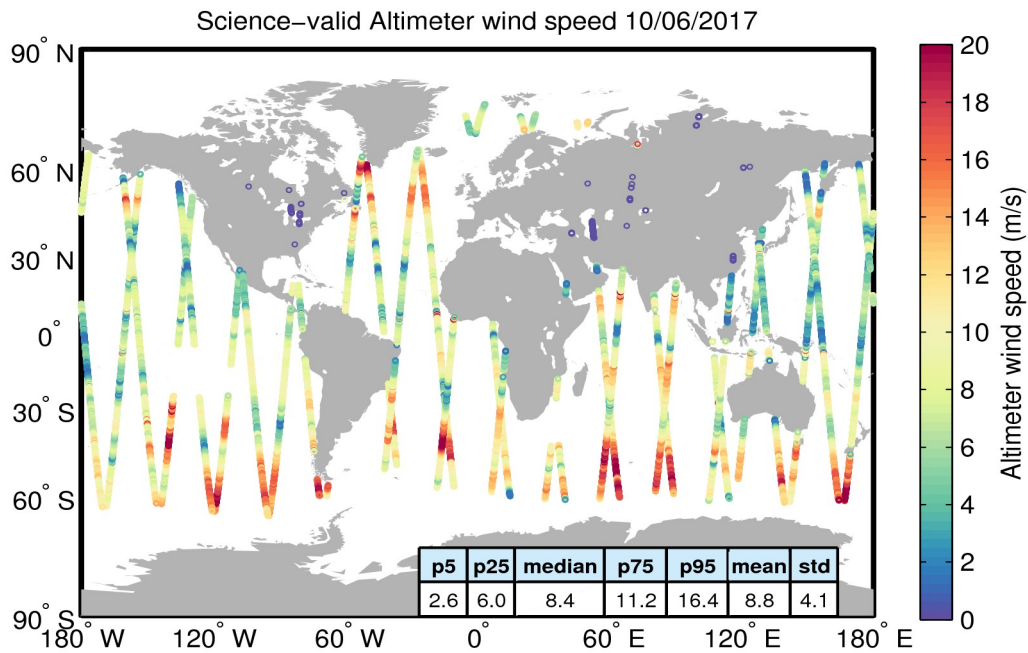 Science−valid Altimeter wind speed 10/06/2017
90° N
60° N
30° N
0°
30° S
60° S
90° S
180° W
120° W
60° W
0°
60° E
120° E
180° E
p5 p25 median p75 p95 mean std
2.6 6.0 8.4 11.2 16.4 8.8 4.1
20
18
16
14
12
10
8
6
4
2
0
Altimeter wind speed (m/s)